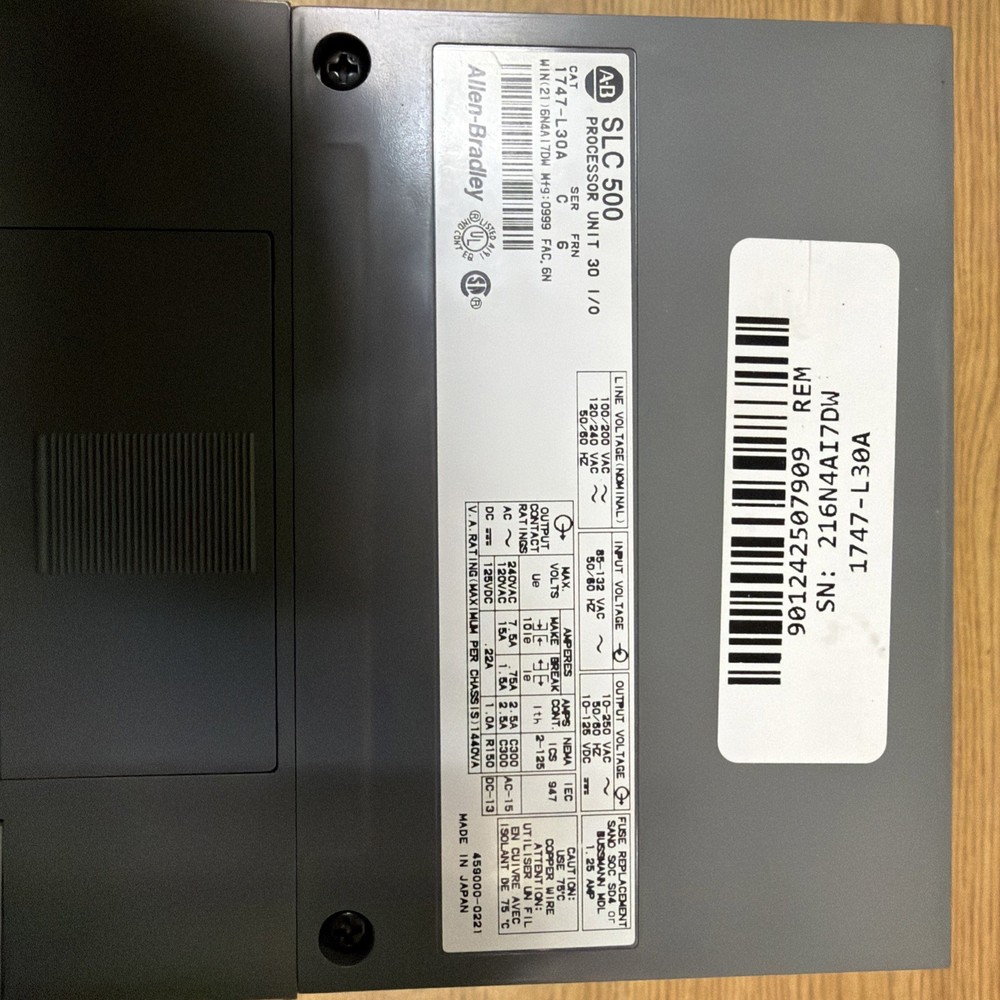 A·B
SLC 500
PROCESSOR UNIT 30 I/O
CAT SER FRN
1747-L30A C 6
WIN(21)6N4AI7DW Mfg:0999 FAC,6N
Allen-Bradley
LISTED
UL
®
®
LINE VOLTAGE(NOMINAL)
100/200 VAC
120/240 VAC
50/60 HZ
INPUT VOLTAGE
85-132 VAC
50/60 HZ
OUTPUT VOLTAGE
10-250 VAC
50/60 HZ
10-125 VDC
FUSE REPLACEMENT
SANO SOC SD4 or
BUSSMANN MDL
1.25 AMP
OUTPUT CONTACT RATINGS
MAX. VOLTS Ue
AMPERES
MAKE BREAK
10Ie Ie
AMPS CONT. Ith
NEMA ICS 2-125
IEC 947
AC 240VAC 7.5A .75A 2.5A C300 AC-15
120VAC 15A 1.5A 2.5A C300
DC 125VDC .22A 1.0A R150 DC-13
V.A.RATING(MAXIMUM PER CHASSIS)1440VA
CAUTION:
USE 75°C
COPPER WIRE
ATTENTION:
UTILISER UN FIL
EN CUIVRE AVEC
ISOLANT DE 75 °C
459000-0221
MADE IN JAPAN
901242507909 REM
SN: 216N4AI7DW
1747-L30A